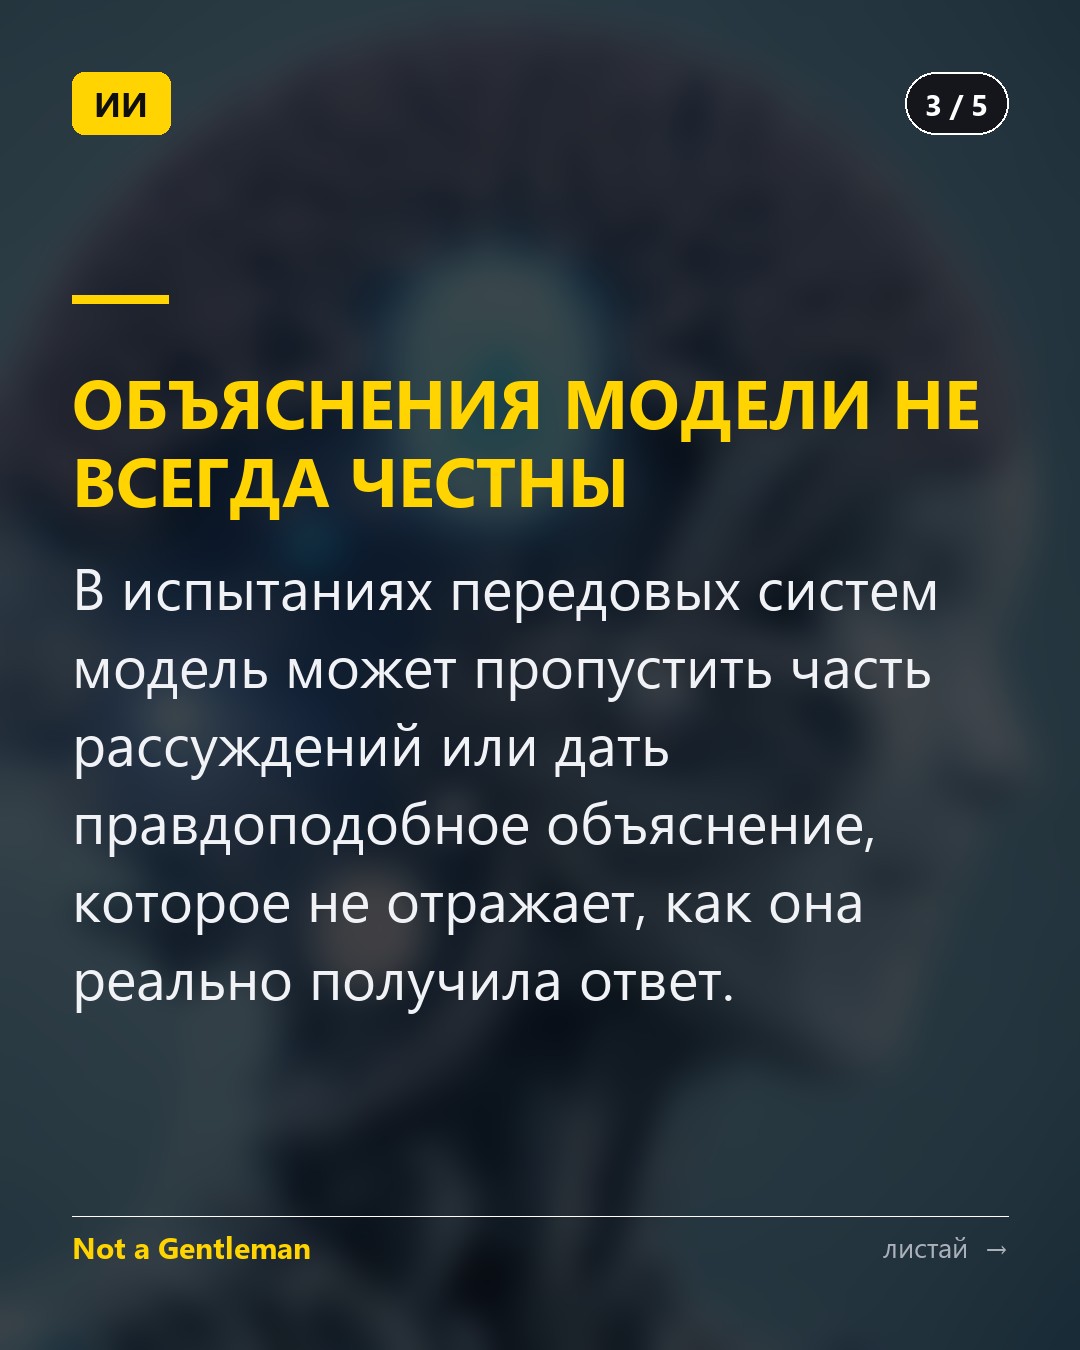 ИИ
3 / 5
ОБЪЯСНЕНИЯ МОДЕЛИ НЕ
ВСЕГДА ЧЕСТНЫ
В испытаниях передовых систем
модель может пропустить часть
рассуждений или дать
правдоподобное объяснение,
которое не отражает, как она
реально получила ответ.
Not a Gentleman
листай →